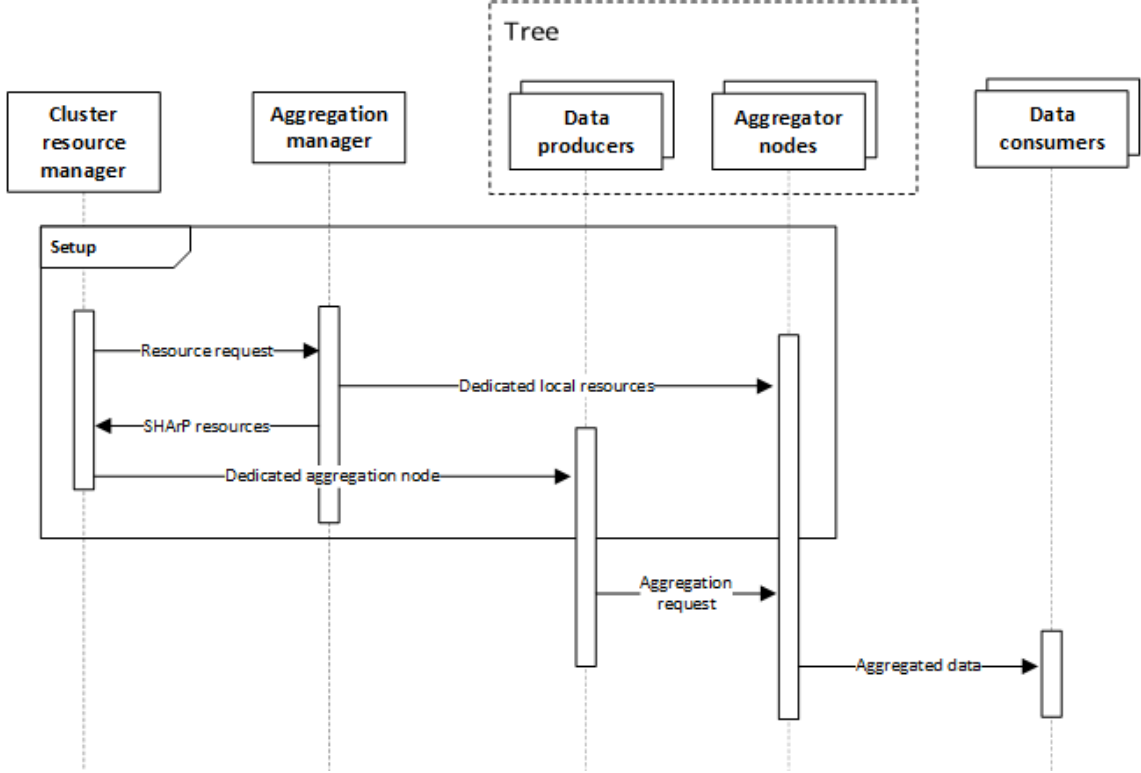 Tree
Cluster
resource
manager
Aggregation
manager
Data
producers
Aggregator
nodes
Data
consumers
Setup
Resource request
Dedicated local resources
SHArP resources
Dedicated aggregation node
Aggregation
request
Aggregated data